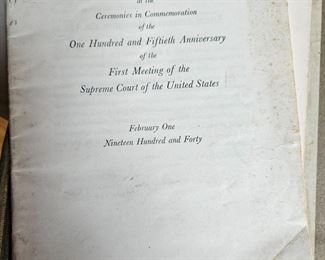 at the
Ceremonies in Commemoration
of the
One Hundred and Fiftieth Anniversary
of the
First Meeting of the
Supreme Court of the United States
February One
Nineteen Hundred and Forty